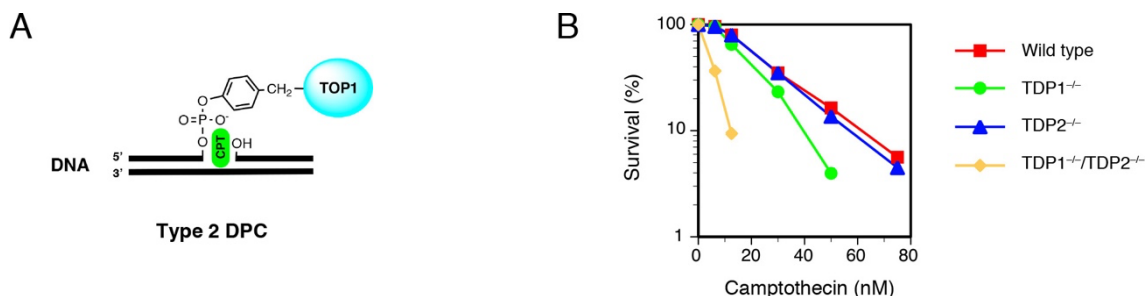 A
CH₂
TOP1
O
O=P–O⁻
O
CPT
OH
DNA
5'
3'
Type 2 DPC
B
Survival (%)
100
10
1
0
20
40
60
80
Camptothecin (nM)
Wild type
TDP1⁻/⁻
TDP2⁻/⁻
TDP1⁻/⁻/TDP2⁻/⁻